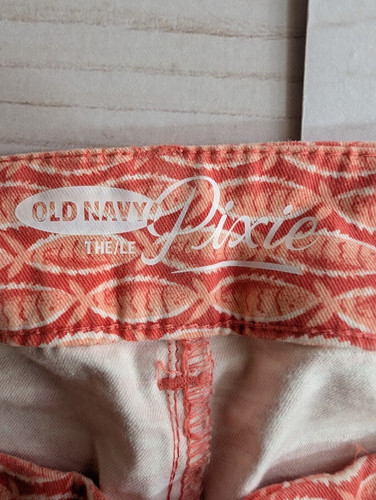 OLD NAVY
THE/LE
Pixie